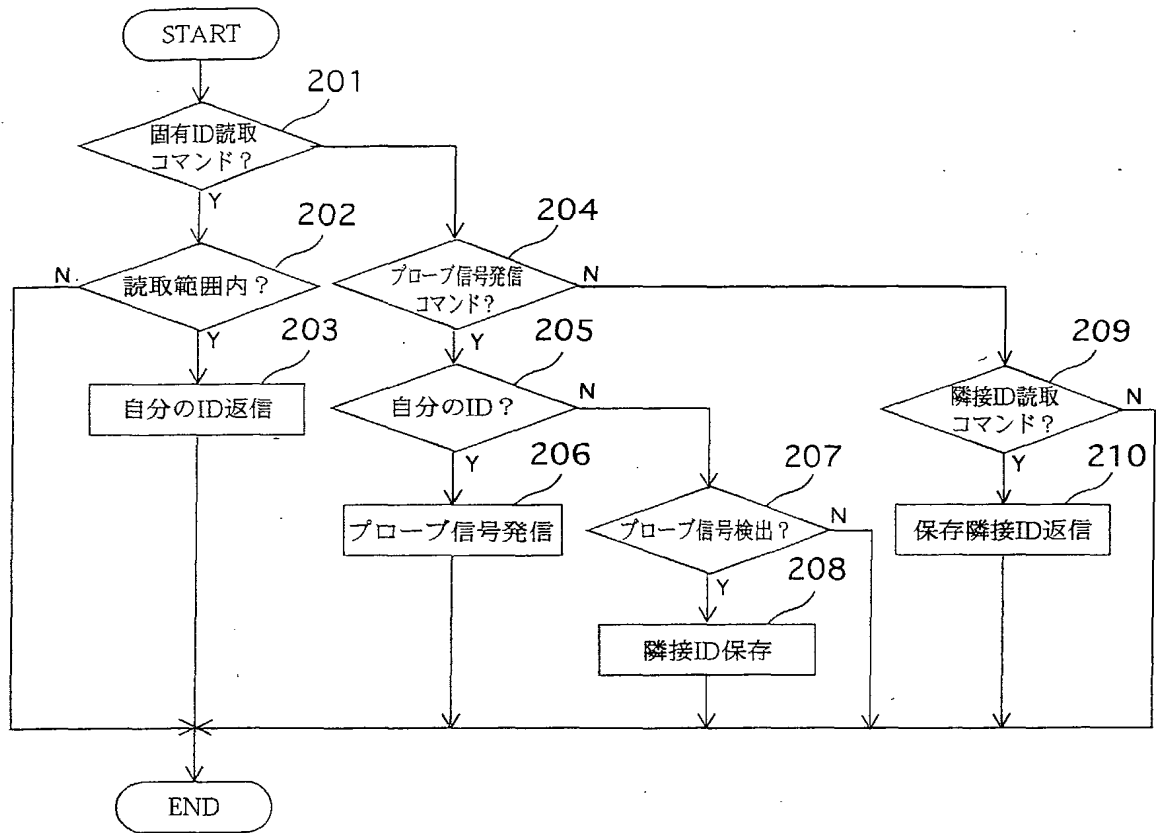 START
201
固有ID読取
コマンド？
Y
202
204
N
読取範囲内？
プローブ信号発信
コマンド？
N
Y
203
Y
205
209
自分のID返信
自分のID？
N
隣接ID読取
コマンド？
N
Y
206
207
Y
210
プローブ信号発信
プローブ信号検出？
N
保存隣接ID返信
Y
208
隣接ID保存
END